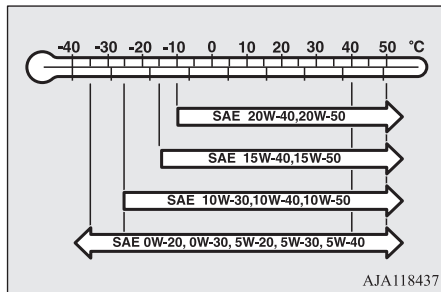 -40 -30 -20 -10 0 10 20 30 40 50 °C
SAE 20W-40,20W-50
SAE 15W-40,15W-50
SAE 10W-30,10W-40,10W-50
SAE 0W-20, 0W-30, 5W-20, 5W-30, 5W-40
AJA118437